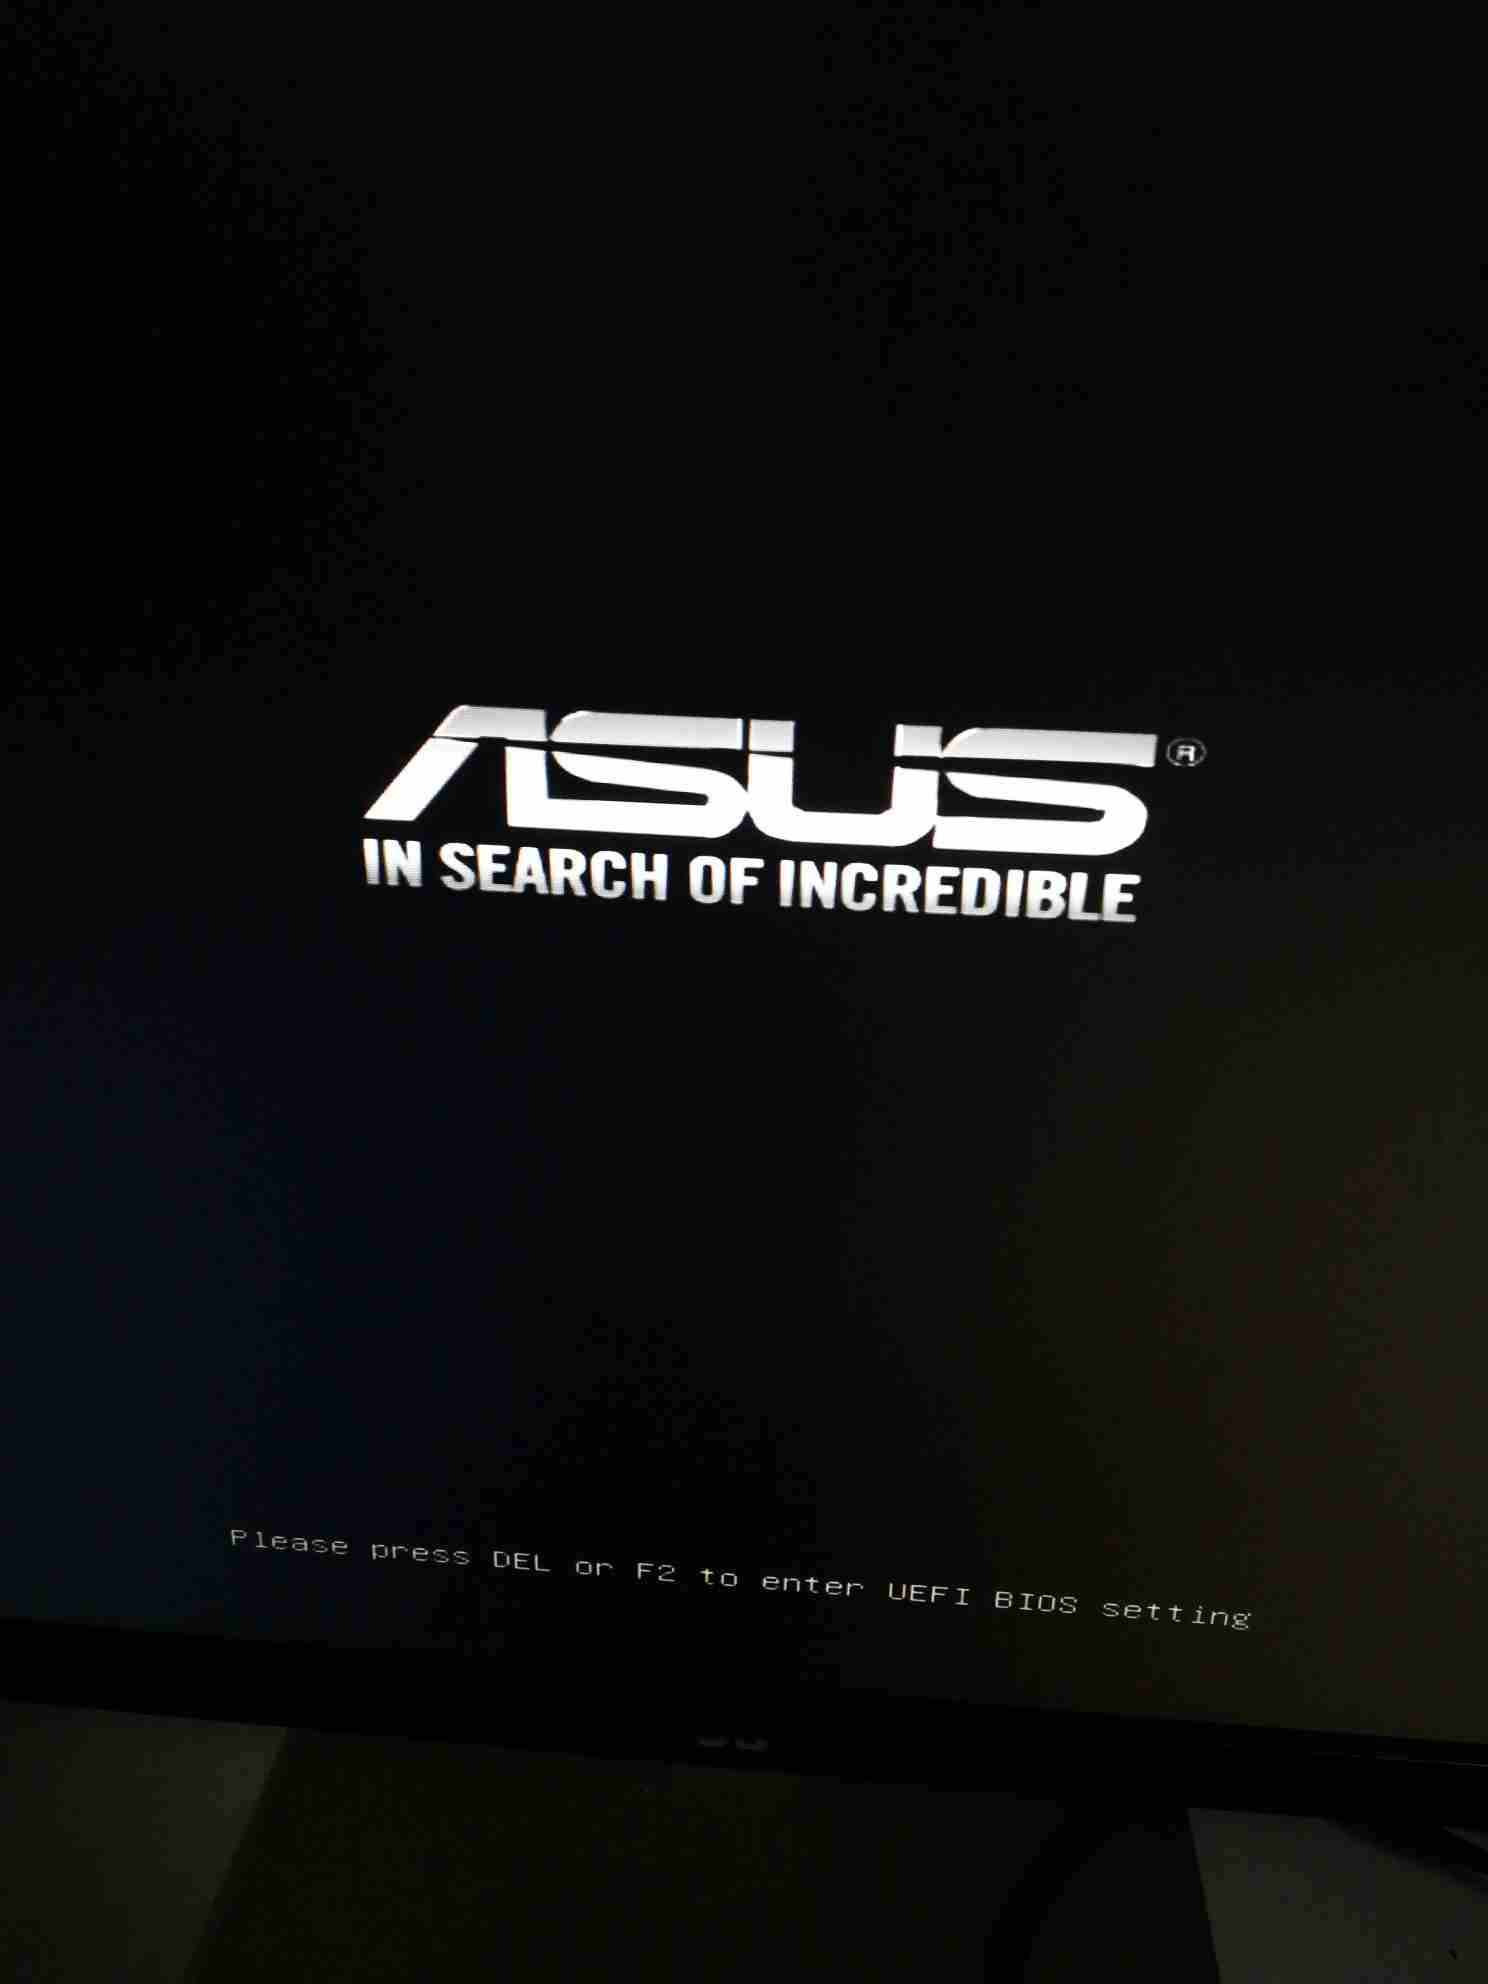 ASUS®
IN SEARCH OF INCREDIBLE
Please press DEL or F2 to enter UEFI BIOS setting